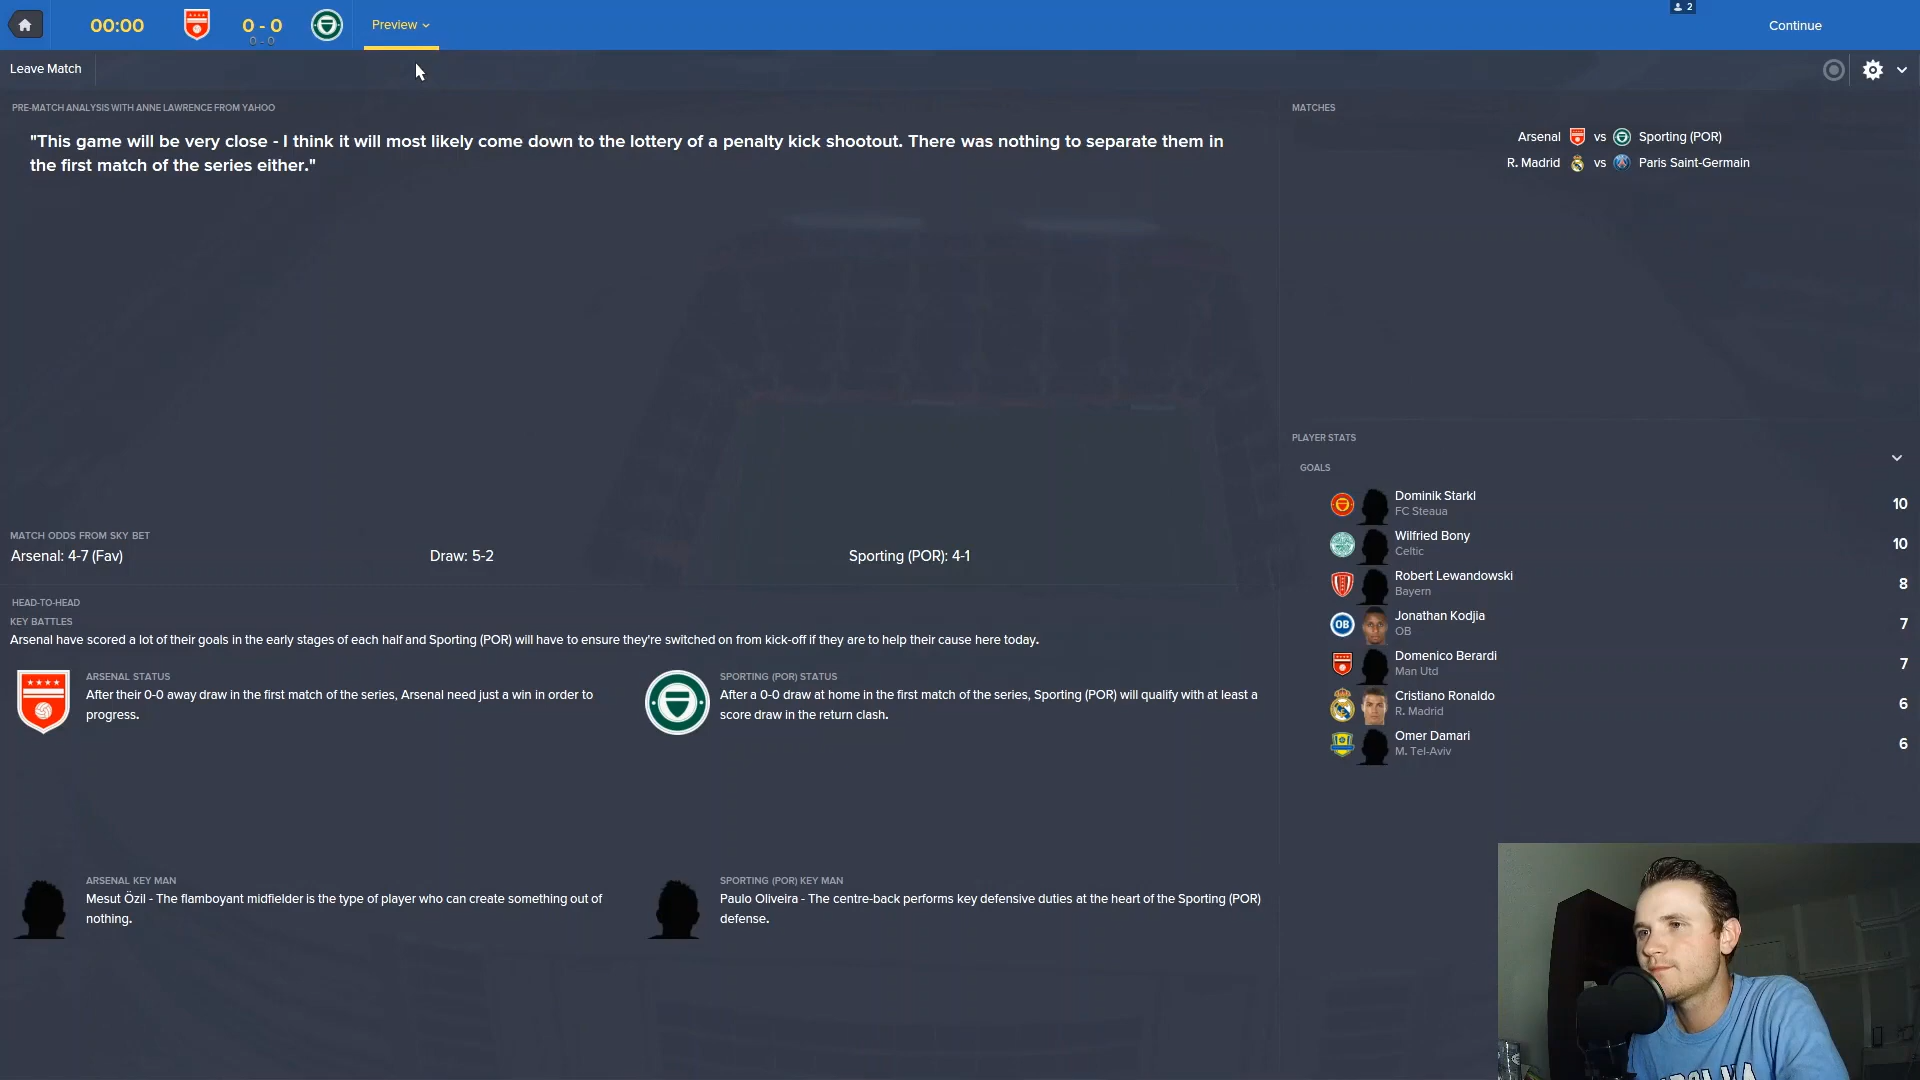 00:00
0 - 0
0 - 0
Preview
2
Continue
Leave Match
PRE-MATCH ANALYSIS WITH ANNE LAWRENCE FROM YAHOO
"This game will be very close - I think it will most likely come down to the lottery of a penalty kick shootout. There was nothing to separate them in
the first match of the series either."
MATCHES
Arsenal vs Sporting (POR)
R. Madrid vs Paris Saint-Germain
MATCH ODDS FROM SKY BET
Arsenal: 4-7 (Fav)
Draw: 5-2
Sporting (POR): 4-1
HEAD-TO-HEAD
KEY BATTLES
Arsenal have scored a lot of their goals in the early stages of each half and Sporting (POR) will have to ensure they're switched on from kick-off if they are to help their cause here today.
ARSENAL STATUS
After their 0-0 away draw in the first match of the series, Arsenal need just a win in order to
progress.
SPORTING (POR) STATUS
After a 0-0 draw at home in the first match of the series, Sporting (POR) will qualify with at least a
score draw in the return clash.
ARSENAL KEY MAN
Mesut Özil - The flamboyant midfielder is the type of player who can create something out of
nothing.
SPORTING (POR) KEY MAN
Paulo Oliveira - The centre-back performs key defensive duties at the heart of the Sporting (POR)
defense.
PLAYER STATS
GOALS
Dominik Starkl
FC Steaua
10
Wilfried Bony
Celtic
10
Robert Lewandowski
Bayern
8
OB
Jonathan Kodjia
OB
7
Domenico Berardi
Man Utd
7
Cristiano Ronaldo
R. Madrid
6
Omer Damari
M. Tel-Aviv
6